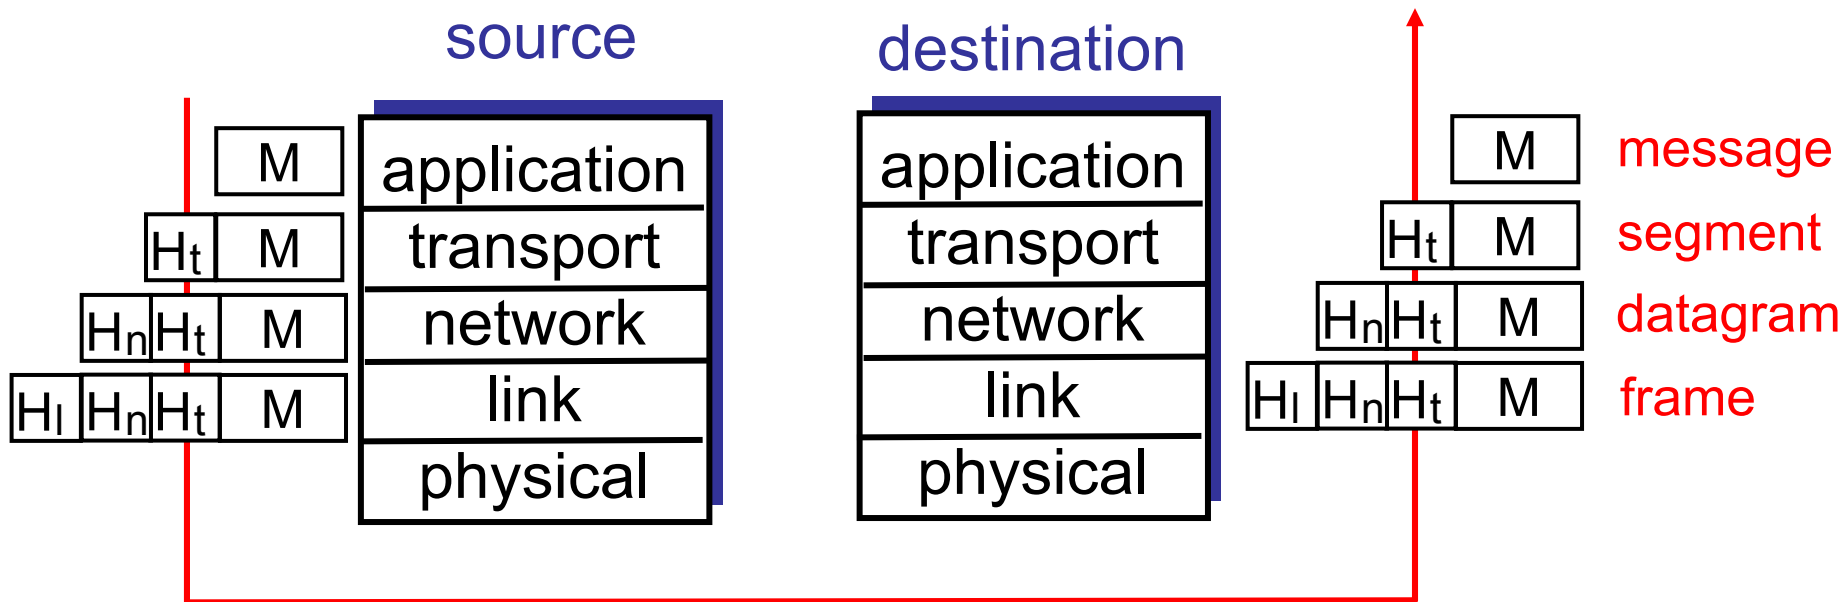 source destination
M application application M message
Ht M transport transport Ht M segment
Hn Ht M network network Hn Ht M datagram
Hl Hn Ht M link link Hl Hn Ht M frame
physical physical